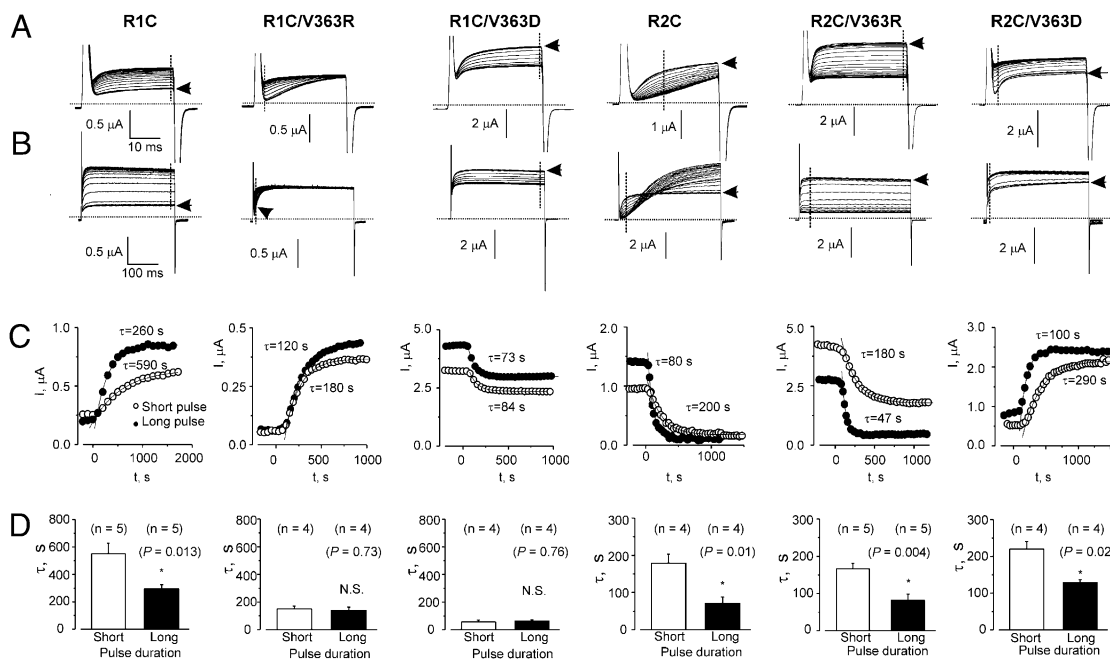 A
R1C
R1C/V363R
R1C/V363D
R2C
R2C/V363R
R2C/V363D
0.5 µA
10 ms
0.5 µA
2 µA
1 µA
2 µA
2 µA
B
0.5 µA
100 ms
0.5 µA
2 µA
2 µA
2 µA
2 µA
C
I, µA
1.0
0.5
0.0
τ=260 s
τ=590 s
Short pulse
Long pulse
0 1000 2000
t, s
I, µA
0.5
0.25
0.0
τ=120 s
τ=180 s
0 500 1000
t, s
I, µA
5.0
2.5
0.0
τ=73 s
τ=84 s
0 500 1000
t, s
I, µA
2.0
1.0
0.0
τ=80 s
τ=200 s
0 500 1000
t, s
I, µA
5.0
2.5
0.0
τ=180 s
τ=47 s
0 500 1000
t, s
I, µA
3.0
2.0
1.0
0.0
τ=100 s
τ=290 s
0 500 1000
t, s
D
τ, s
800
600
400
200
0
(n = 5) (n = 5)
(P = 0.013)
*
Short Long
Pulse duration
τ, s
800
600
400
200
0
(n = 4) (n = 4)
(P = 0.73)
N.S.
Short Long
Pulse duration
τ, s
800
600
400
200
0
(n = 4) (n = 4)
(P = 0.76)
N.S.
Short Long
Pulse duration
τ, s
300
200
100
0
(n = 4) (n = 4)
(P = 0.01)
*
Short Long
Pulse duration
τ, s
300
200
100
0
(n = 5) (n = 5)
(P = 0.004)
*
Short Long
Pulse duration
τ, s
300
200
100
0
(n = 4) (n = 4)
(P = 0.02
*
Short Long
Pulse duration